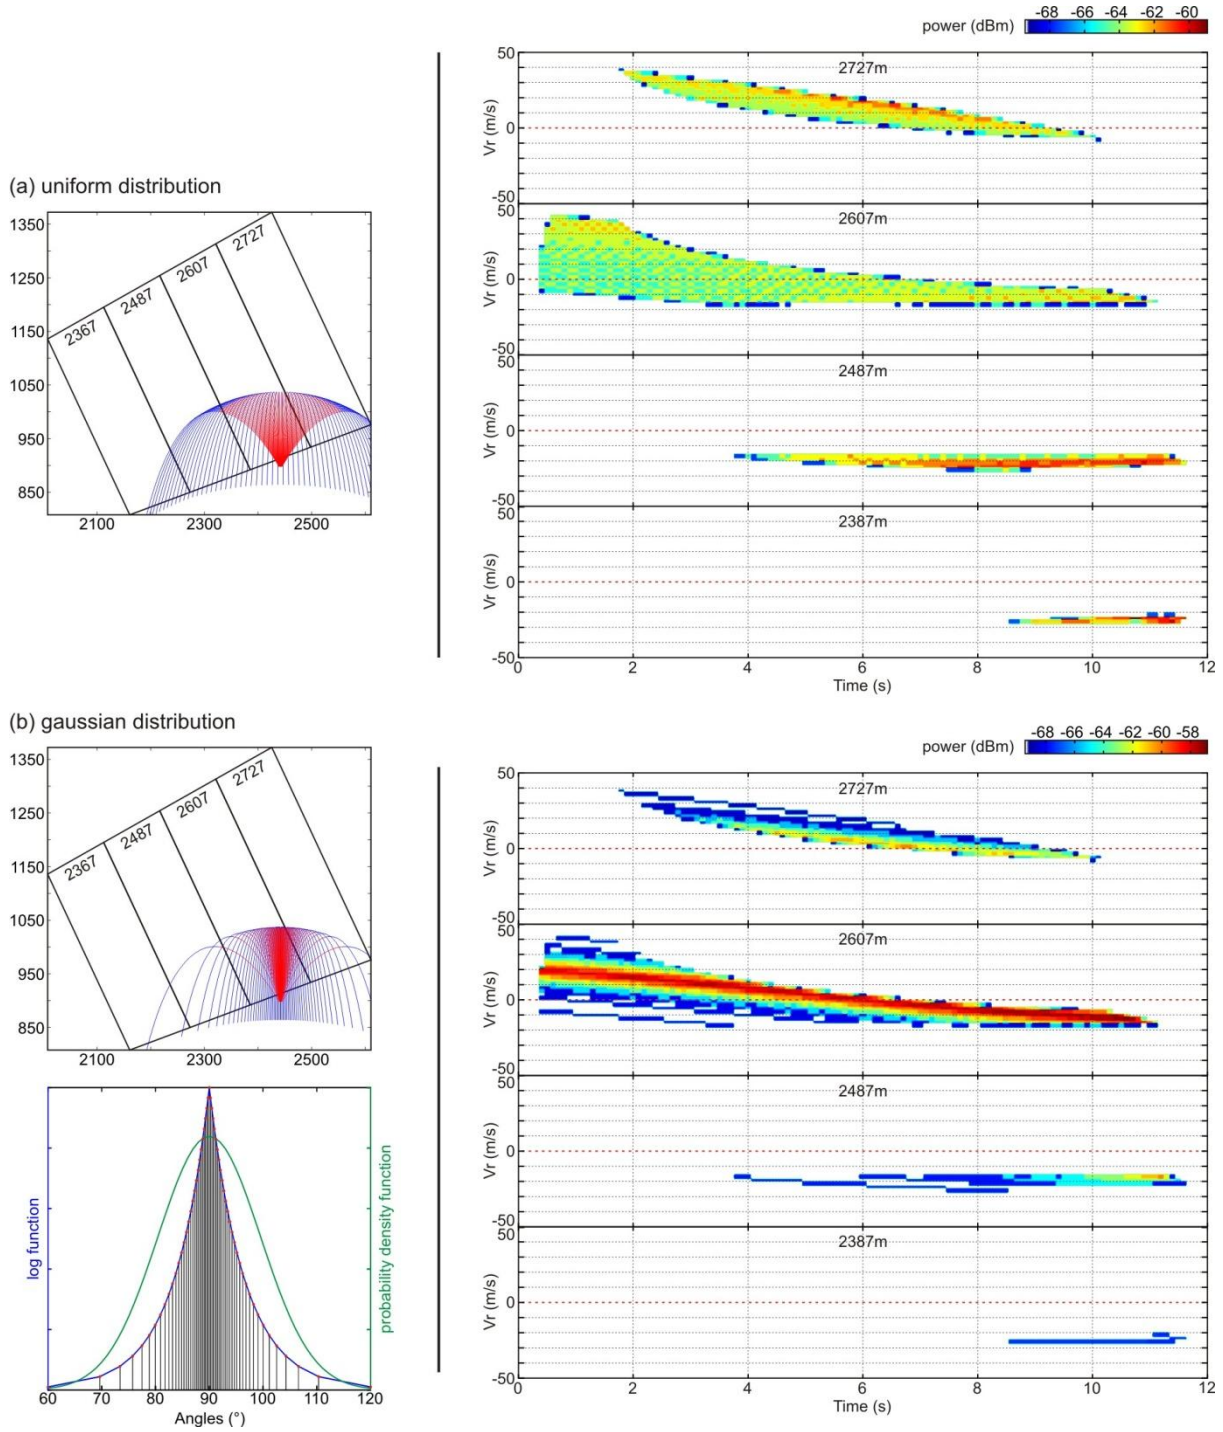 power (dBm) -68 -66 -64 -62 -60
(a) uniform distribution
1350
1250
1150
1050
950
850
2100 2300 2500
2367 2487 2607 2727
50
0
-50
Vr (m/s)
2727m
50
0
-50
Vr (m/s)
2607m
50
0
-50
Vr (m/s)
2487m
50
0
-50
Vr (m/s)
2387m
0 2 4 6 8 10 12
Time (s)
(b) gaussian distribution
1350
1250
1150
1050
950
850
2100 2300 2500
2367 2487 2607 2727
log function
probability density function
60 70 80 90 100 110 120
Angles (°)
power (dBm) -68 -66 -64 -62 -60 -58
50
0
-50
Vr (m/s)
2727m
50
0
-50
Vr (m/s)
2607m
50
0
-50
Vr (m/s)
2487m
50
0
-50
Vr (m/s)
2387m
0 2 4 6 8 10 12
Time (s)